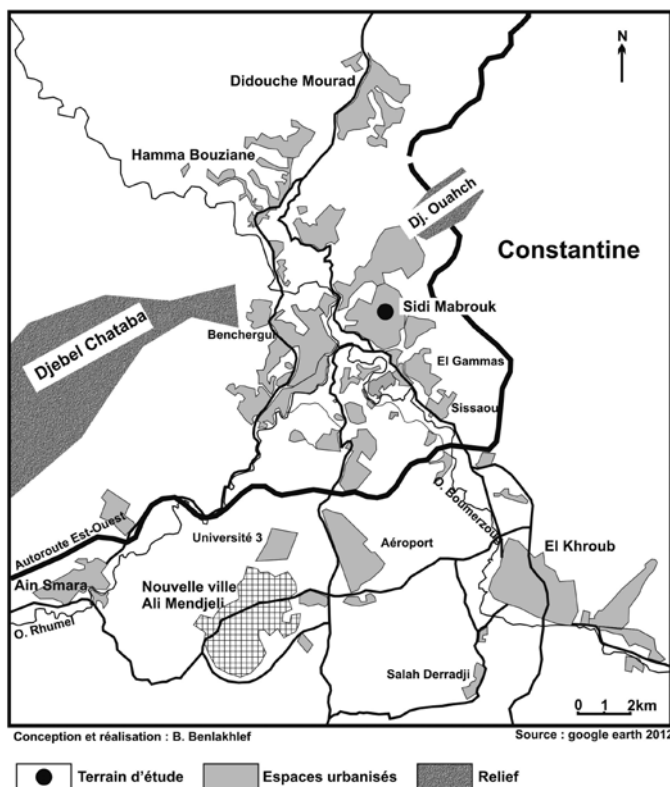 N
Didouche Mourad
Hamma Bouziane
Dj. Ouahch
Constantine
Sidi Mabrouk
Djebel Chataba
Benchergui
El Gammas
Sissaou
O. Boumerzoug
Autoroute Est-Ouest
Université 3
Aéroport
El Khroub
Ain Smara
Nouvelle ville
Ali Mendjeli
O. Rhumel
Salah Derradji
0 1 2km
Conception et réalisation : B. Benlakhlef
Source : google earth 2012
Terrain d'étude
Espaces urbanisés
Relief